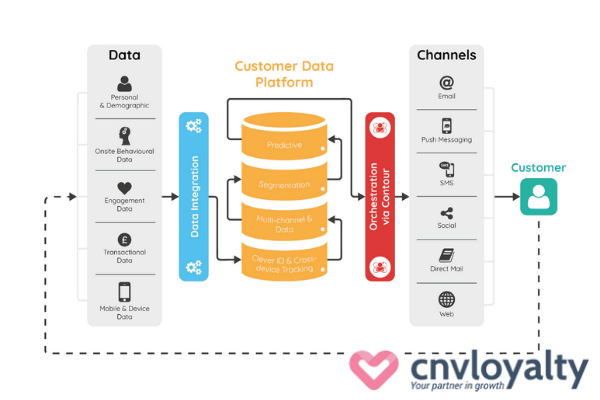 Data
Personal
& Demographic
Onsite Behavioural
Data
Engagement
Data
£
Transactional
Data
Mobile & Device
Data
Data Integration
Customer Data
Platform
Predictive
Segmentation
Multi-channel &
Data
Clever ID & Cross-
device Tracking
Orchestration
via Contour
Channels
@
Email
Push Messaging
SMS
SMS
Social
Direct Mail
Web
Customer
cnvloyalty
Your partner in growth